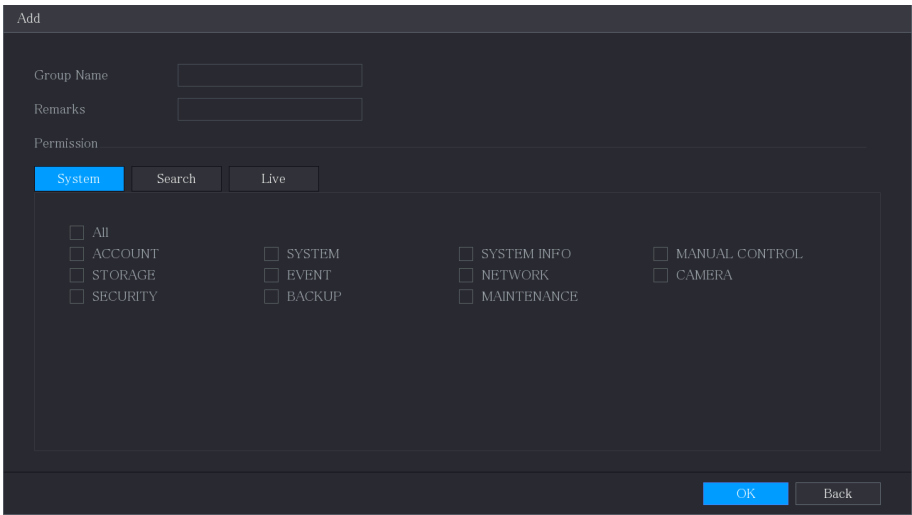 Add
Group Name
Remarks
Permission
System Search Live
All
ACCOUNT SYSTEM SYSTEM INFO MANUAL CONTROL
STORAGE EVENT NETWORK CAMERA
SECURITY BACKUP MAINTENANCE
OK Back